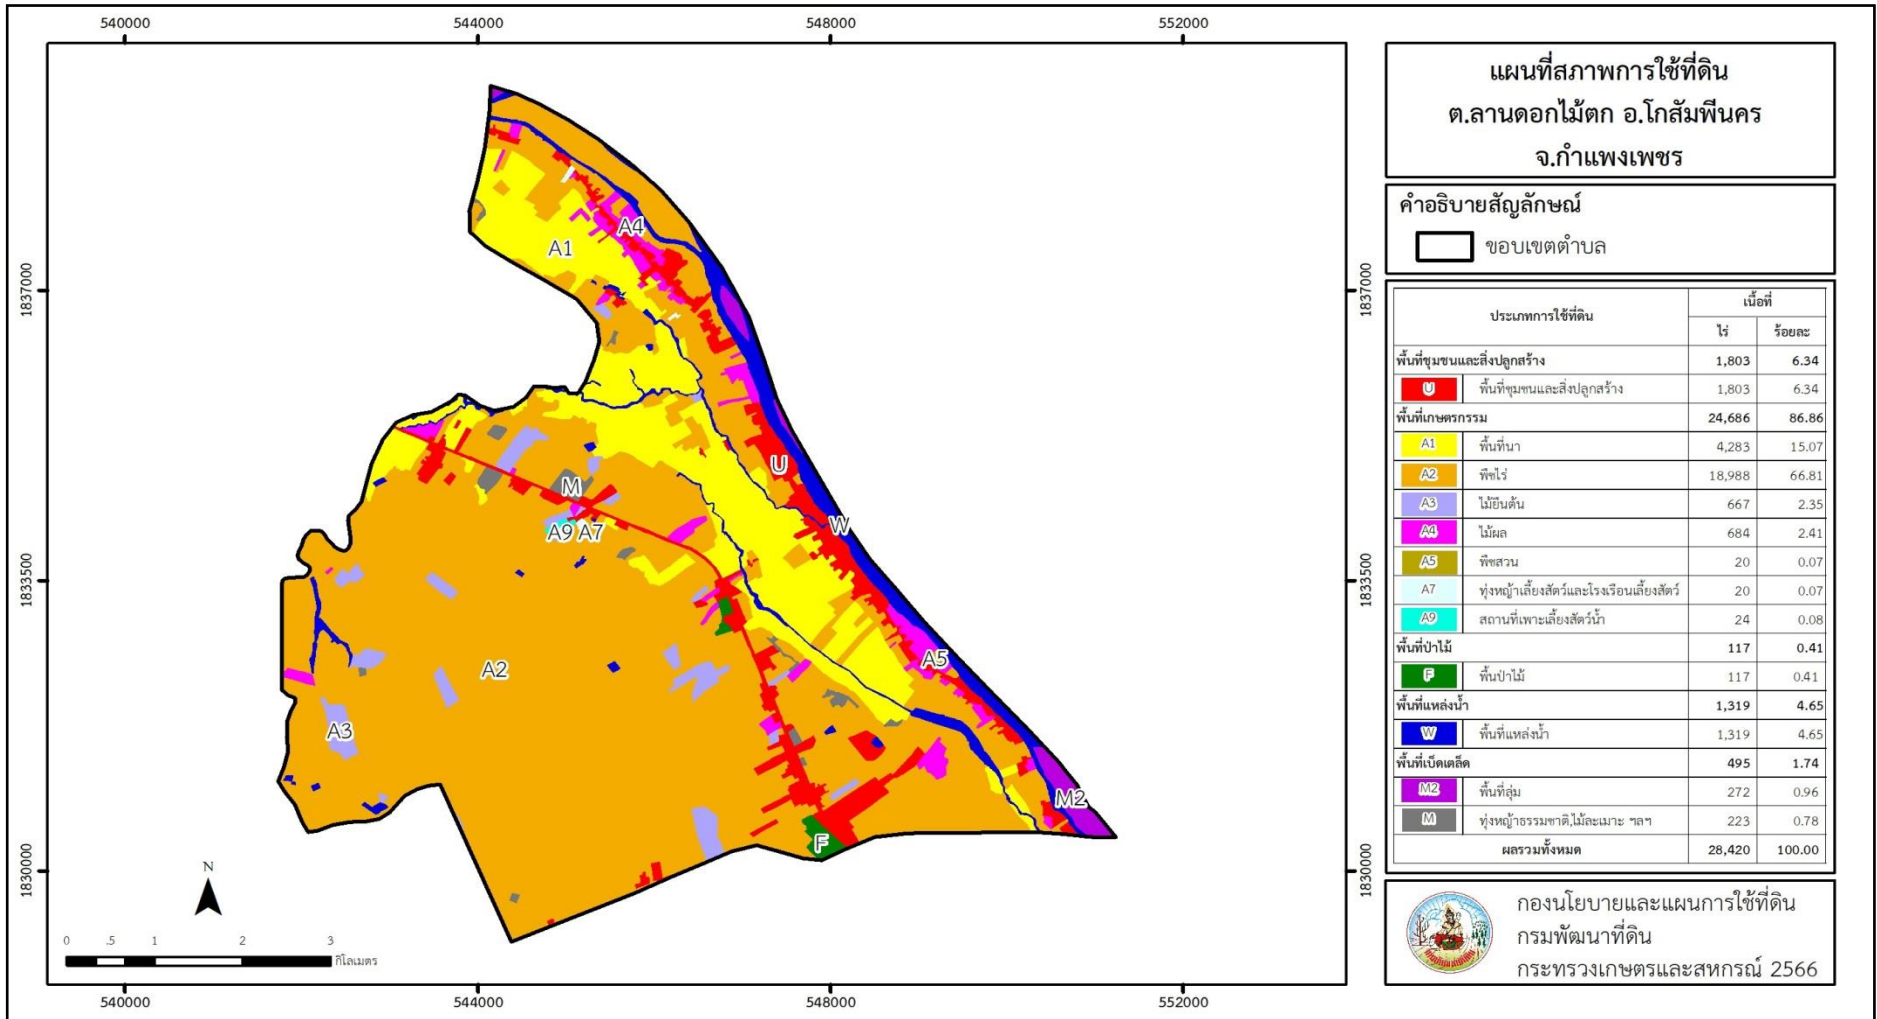 540000
544000
548000
552000
แผนที่สภาพการใช้ที่ดิน
ต.ลานดอกไม้ตก อ.โกสัมพีนคร
จ.กำแพงเพชร
คำอธิบายสัญลักษณ์
ขอบเขตตำบล
ประเภทการใช้ที่ดิน เนื้อที่
ไร่ ร้อยละ
พื้นที่ชุมชนและสิ่งปลูกสร้าง 1,803 6.34
U พื้นที่ชุมชนและสิ่งปลูกสร้าง 1,803 6.34
พื้นที่เกษตรกรรม 24,686 86.86
A1 พื้นที่นา 4,283 15.07
A2 พืชไร่ 18,988 66.81
A3 ไม้ยืนต้น 667 2.35
A4 ไม้ผล 684 2.41
A5 พืชสวน 20 0.07
A7 ทุ่งหญ้าเลี้ยงสัตว์และโรงเรือนเลี้ยงสัตว์ 20 0.07
A9 สถานที่เพาะเลี้ยงสัตว์น้ำ 24 0.08
พื้นที่ป่าไม้ 117 0.41
F พื้นป่าไม้ 117 0.41
พื้นที่แหล่งน้ำ 1,319 4.65
W พื้นที่แหล่งน้ำ 1,319 4.65
พื้นที่เบ็ดเตล็ด 495 1.74
M2 พื้นที่ลุ่ม 272 0.96
M ทุ่งหญ้าธรรมชาติ,ไม้ละเมาะ ฯลฯ 223 0.78
ผลรวมทั้งหมด 28,420 100.00
กองนโยบายและแผนการใช้ที่ดิน
กรมพัฒนาที่ดิน
กระทรวงเกษตรและสหกรณ์ 2566
1837000
1833500
1830000
1837000
1833500
1830000
A4
A1
U
M
W
A9 A7
A5
A2
A3
M2
F
N
0 .5 1 2 3
กิโลเมตร
540000
544000
548000
552000